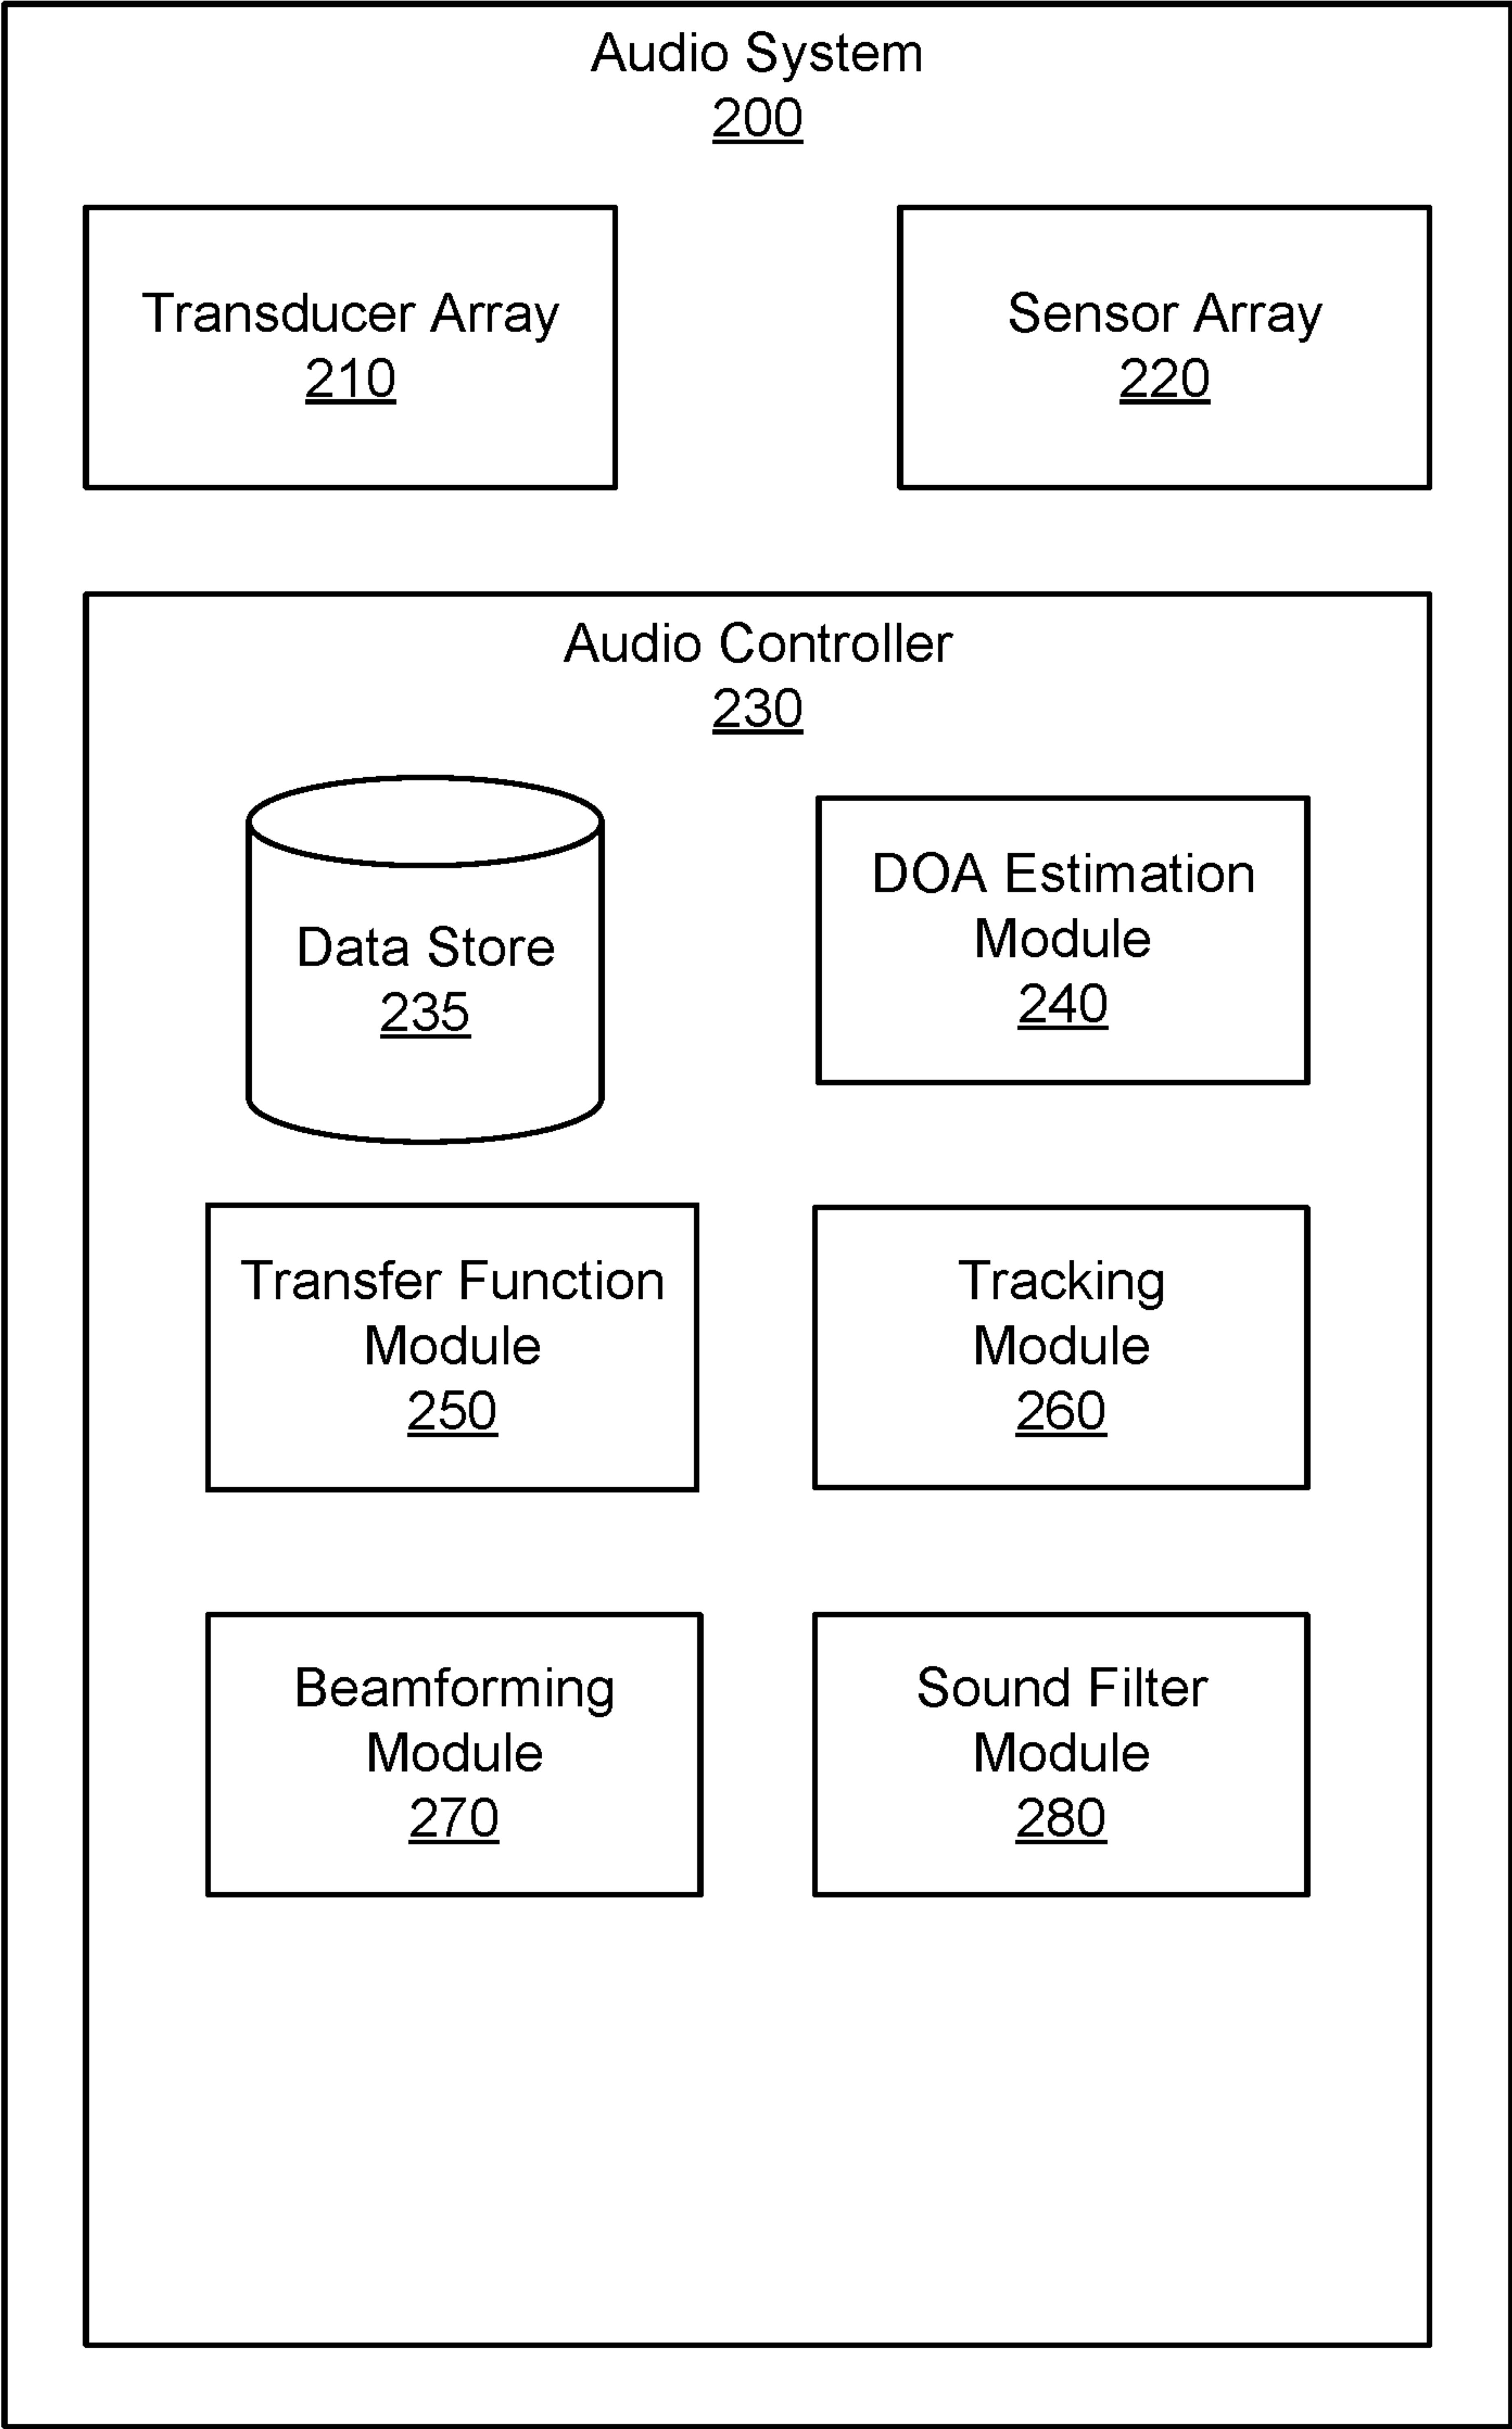 Audio System
200
Transducer Array
210
Sensor Array
220
Audio Controller
230
Data Store
235
DOA Estimation
Module
240
Transfer Function
Module
250
Tracking
Module
260
Beamforming
Module
270
Sound Filter
Module
280